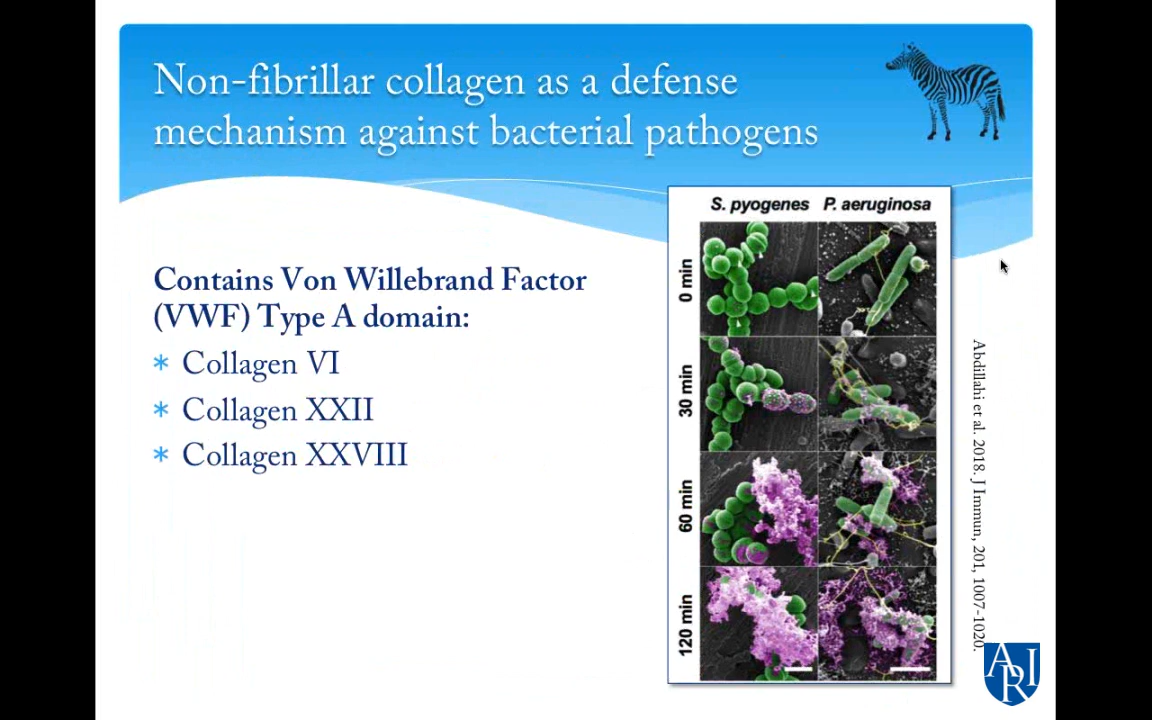 Non-fibrillar collagen as a defense
mechanism against bacterial pathogens
Contains Von Willebrand Factor
(VWF) Type A domain:
* Collagen VI
* Collagen XXII
* Collagen XXVIII
S. pyogenes P. aeruginosa
0 min
30 min
60 min
120 min
Abdillahi et al. 2018. J Immun, 201, 1007-1020.
ADRI